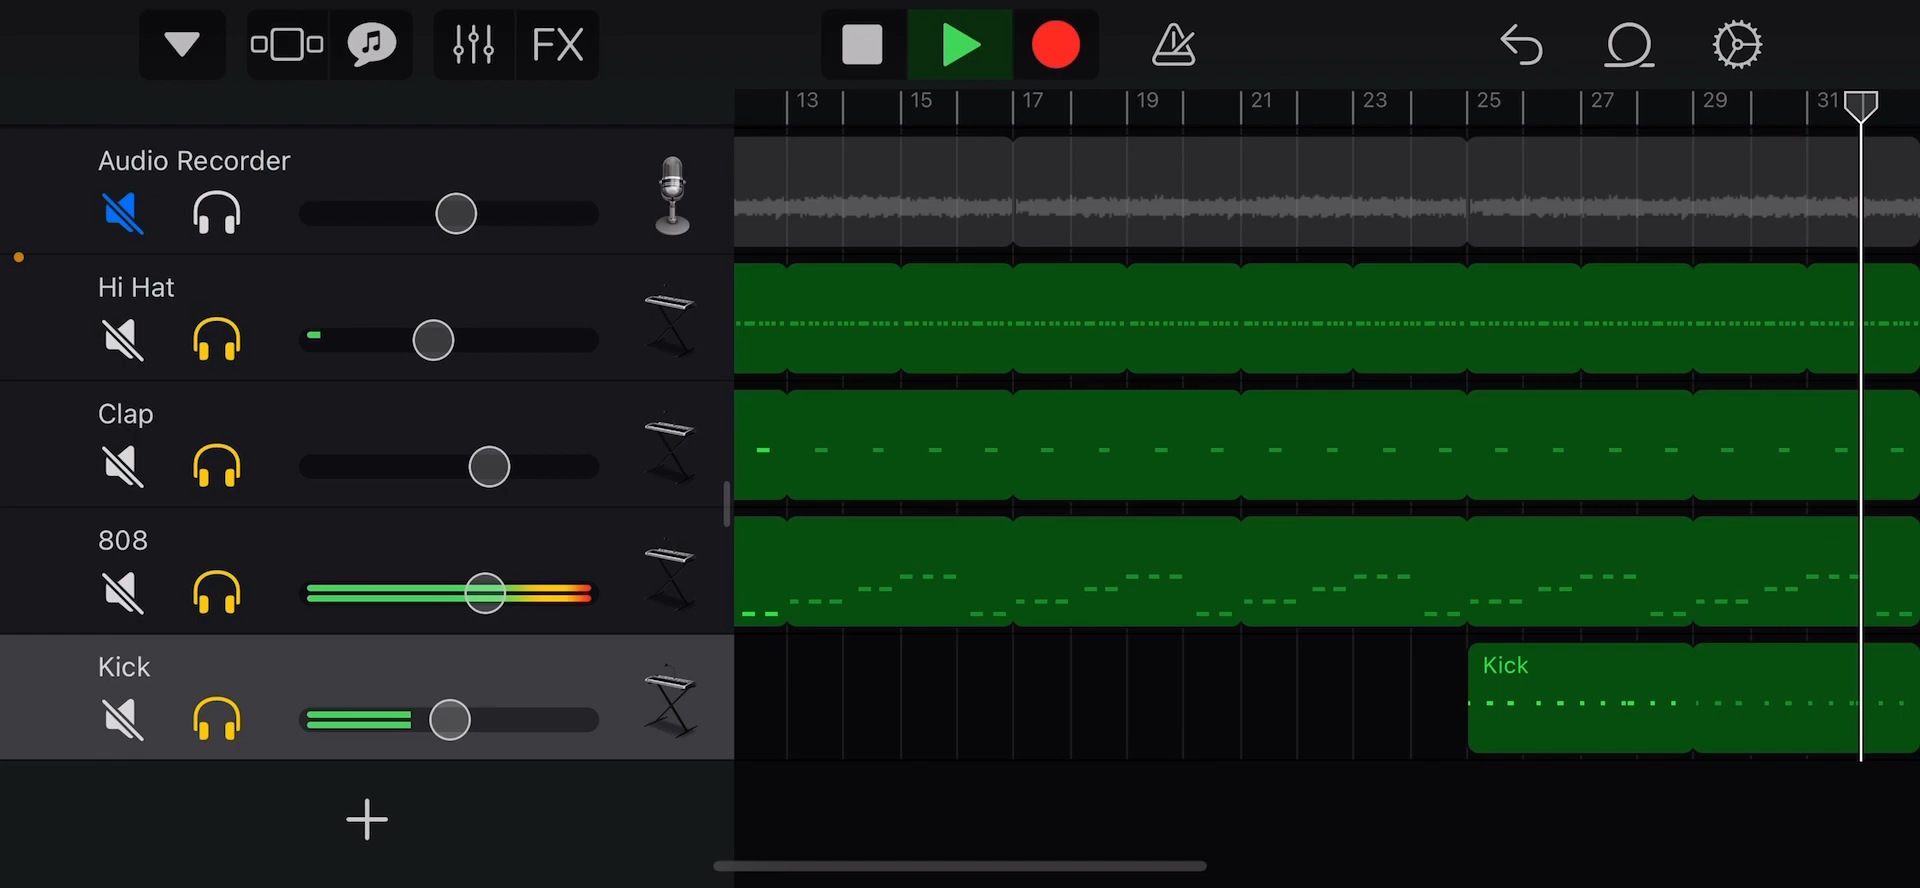 FX
13 15 17 19 21 23 25 27 29 31
Audio Recorder
Hi Hat
Clap
808
Kick
Kick